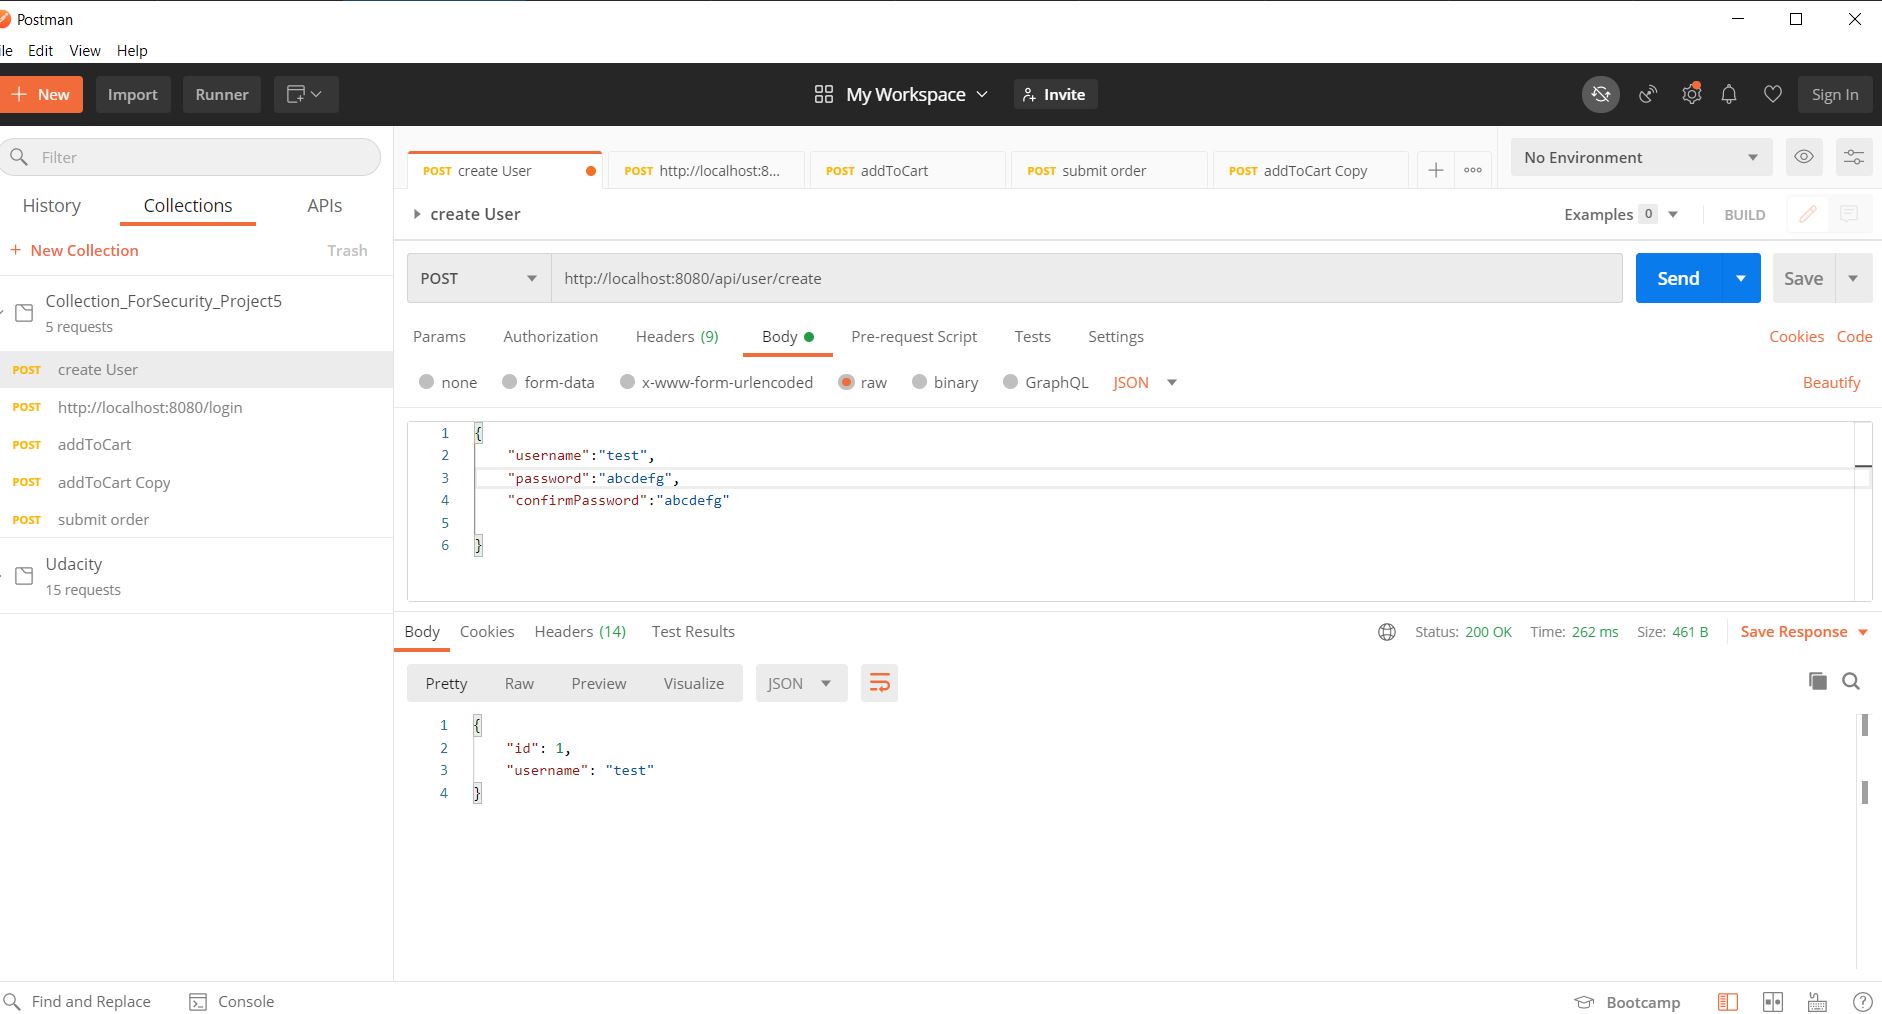 Postman
ile Edit View Help
New Import Runner My Workspace Invite Sign In
Filter
History Collections APIs
+ New Collection Trash
Collection_ForSecurity_Project5
5 requests
POST create User
POST http://localhost:8080/login
POST addToCart
POST addToCart Copy
POST submit order
Udacity
15 requests
POST create User POST http://localhost:8... POST addToCart POST submit order POST addToCart Copy No Environment
create User Examples 0 BUILD
POST http://localhost:8080/api/user/create Send Save
Params Authorization Headers (9) Body Pre-request Script Tests Settings Cookies Code
none form-data x-www-form-urlencoded raw binary GraphQL JSON Beautify
1 {
2 "username":"test",
3 "password":"abcdefg",
4 "confirmPassword":"abcdefg"
5
6 }
Body Cookies Headers (14) Test Results Status: 200 OK Time: 262 ms Size: 461 B Save Response
Pretty Raw Preview Visualize JSON
1 {
2 "id": 1,
3 "username": "test"
4 }
Find and Replace Console Bootcamp